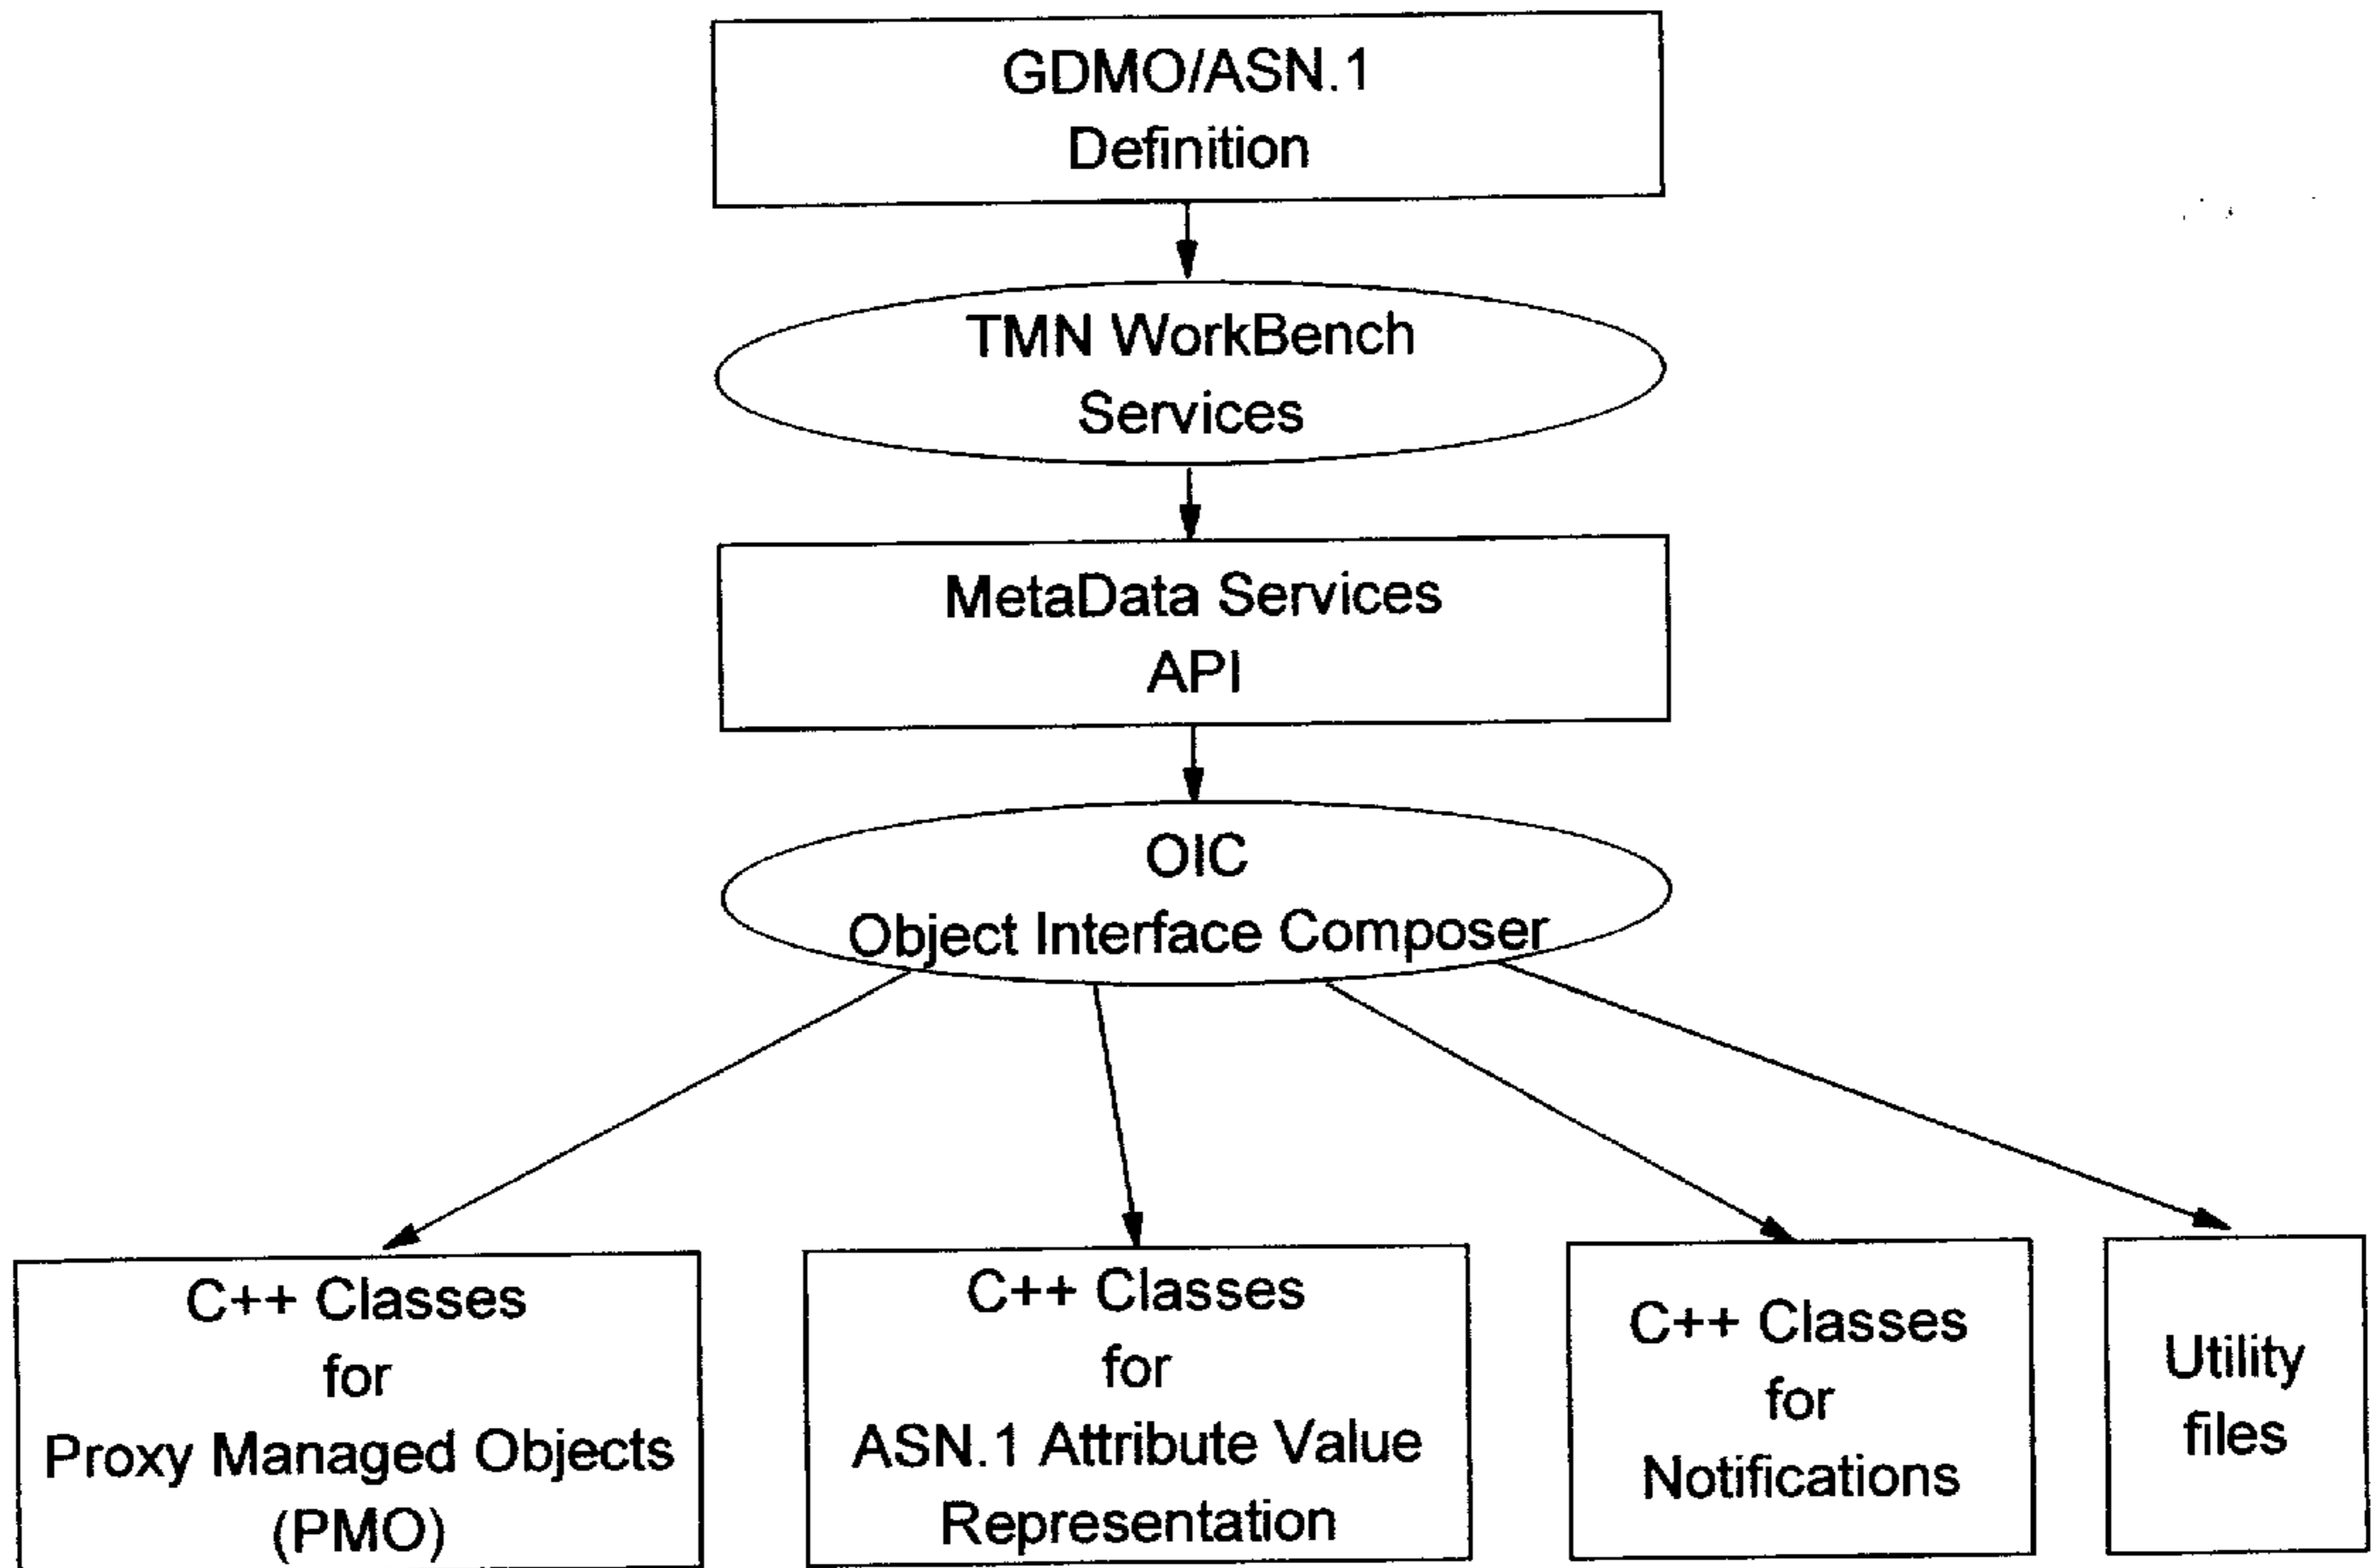 GDMO/ASN.1
Definition
TMN WorkBench
Services
MetaData Services
API
OIC
Object Interface Composer
C++ Classes
for
Proxy Managed Objects
(PMO)
C++ Classes
for
ASN.1 Attribute Value
Representation
C++ Classes
for
Notifications
Utility
files